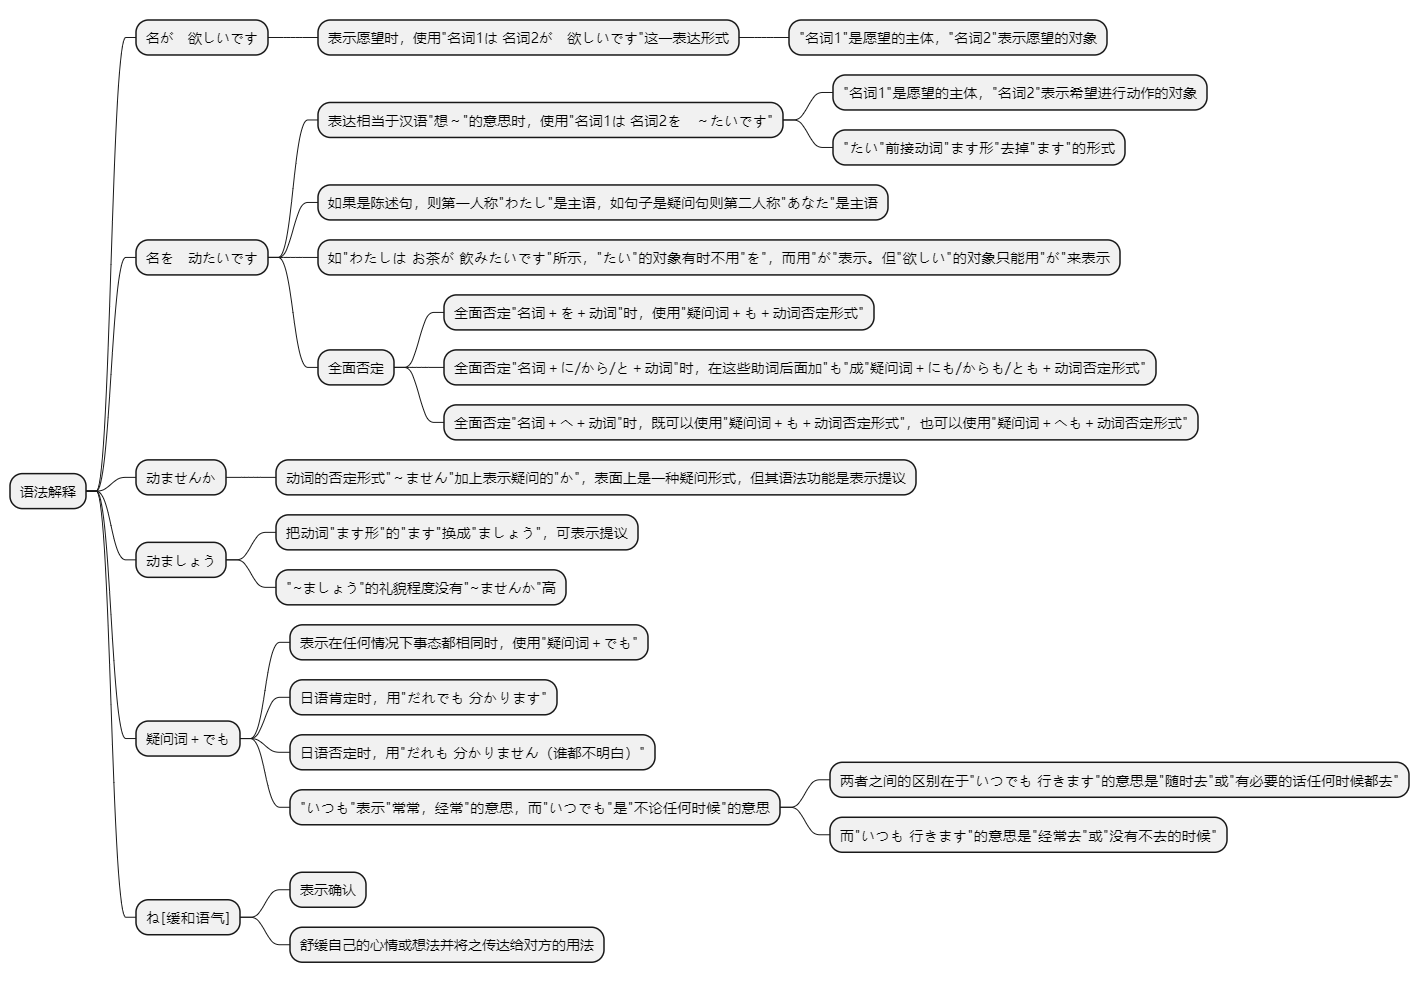 语法解释
名が　欲しいです
表示愿望时，使用"名词1は 名词2が　欲しいです"这一表达形式
"名词1"是愿望的主体，"名词2"表示愿望的对象
名を　动たいです
表达相当于汉语"想～"的意思时，使用"名词1は 名词2を　～たいです"
"名词1"是愿望的主体，"名词2"表示希望进行动作的对象
"たい"前接动词"ます形"去掉"ます"的形式
如果是陈述句，则第一人称"わたし"是主语，如句子是疑问句则第二人称"あなた"是主语
如"わたしは お茶が 飲みたいです"所示，"たい"的对象有时不用"を"，而用"が"表示。但"欲しい"的对象只能用"が"来表示
全面否定
全面否定"名词＋を＋动词"时，使用"疑问词＋も＋动词否定形式"
全面否定"名词＋に/から/と＋动词"时，在这些助词后面加"も"成"疑问词＋にも/からも/とも＋动词否定形式"
全面否定"名词＋へ＋动词"时，既可以使用"疑问词＋も＋动词否定形式"，也可以使用"疑问词＋へも＋动词否定形式"
动ませんか
动词的否定形式"～ません"加上表示疑问的"か"，表面上是一种疑问形式，但其语法功能是表示提议
动ましょう
把动词"ます形"的"ます"换成"ましょう"，可表示提议
"~ましょう"的礼貌程度没有"~ませんか"高
疑问词＋でも
表示在任何情况下事态都相同时，使用"疑问词＋でも"
日语肯定时，用"だれでも 分かります"
日语否定时，用"だれも 分かりません（谁都不明白）"
"いつも"表示"常常，经常"的意思，而"いつでも"是"不论任何时候"的意思
两者之间的区别在于"いつでも 行きます"的意思是"随时去"或"有必要的话任何时候都去"
而"いつも 行きます"的意思是"经常去"或"没有不去的时候"
ね[缓和语气]
表示确认
舒缓自己的心情或想法并将之传达给对方的用法